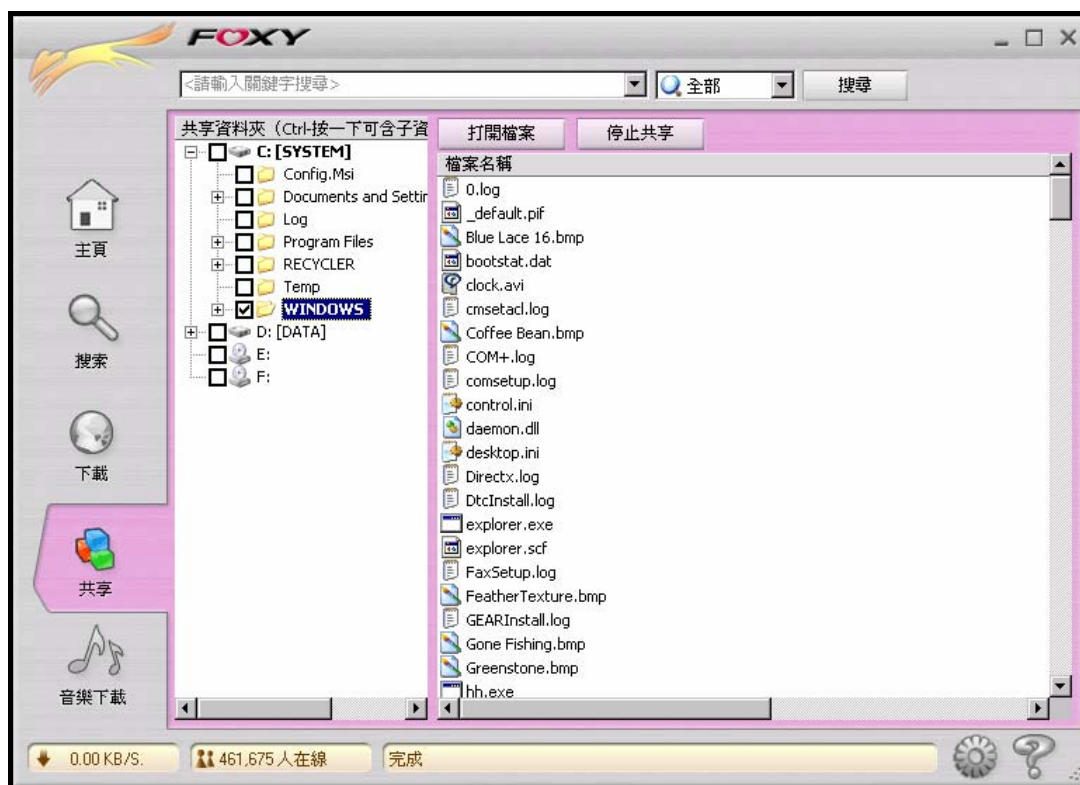 FOXY
<請輸入關鍵字搜尋>
全部
搜尋
主頁
搜索
下載
共享
音樂下載
共享資料夾（Ctrl-按一下可含子資
C: [SYSTEM]
Config.Msi
Documents and Settin
Log
Program Files
RECYCLER
Temp
WINDOWS
D: [DATA]
E:
F:
打開檔案
停止共享
檔案名稱
0.log
_default.pif
Blue Lace 16.bmp
bootstat.dat
clock.avi
cmsetacl.log
Coffee Bean.bmp
COM+.log
comsetup.log
control.ini
daemon.dll
desktop.ini
Directx.log
DtcInstall.log
explorer.exe
explorer.scf
FaxSetup.log
FeatherTexture.bmp
GEARInstall.log
Gone Fishing.bmp
Greenstone.bmp
hh.exe
0.00 KB/S.
461,675 人在線
完成